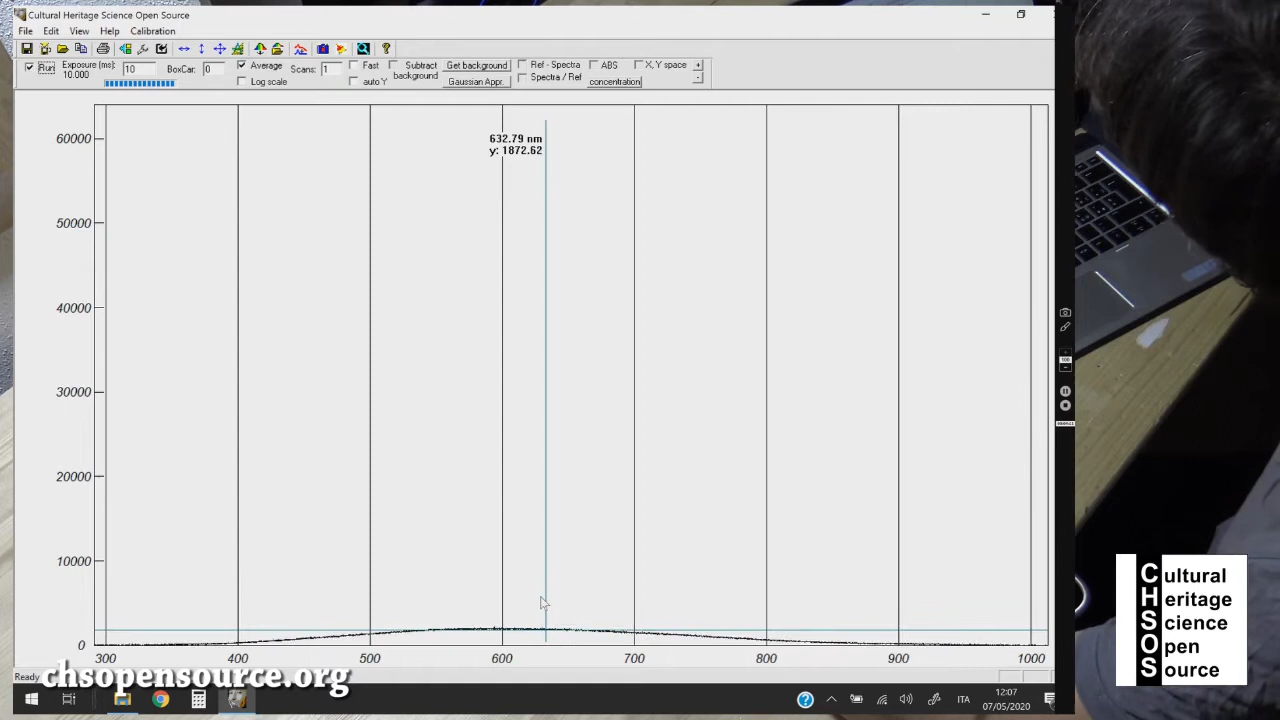 Cultural Heritage Science Open Source
File Edit View Help Calibration
Run Exposure (ms): 10.000 10 BoxCar: 0 Average Log scale Scans: 1 Fast auto Y Subtract background Get background Gaussian Appr. Ref - Spectra Spectra / Ref ABS concentration X, Y space + -
632.79 nm
y: 1872.62
60000
50000
40000
30000
20000
10000
0
300 400 500 600 700 800 900 1000
Ready
chsopensource.org
ITA
12:07
07/05/2020
100
Cultural
Heritage
Science
Open
Source